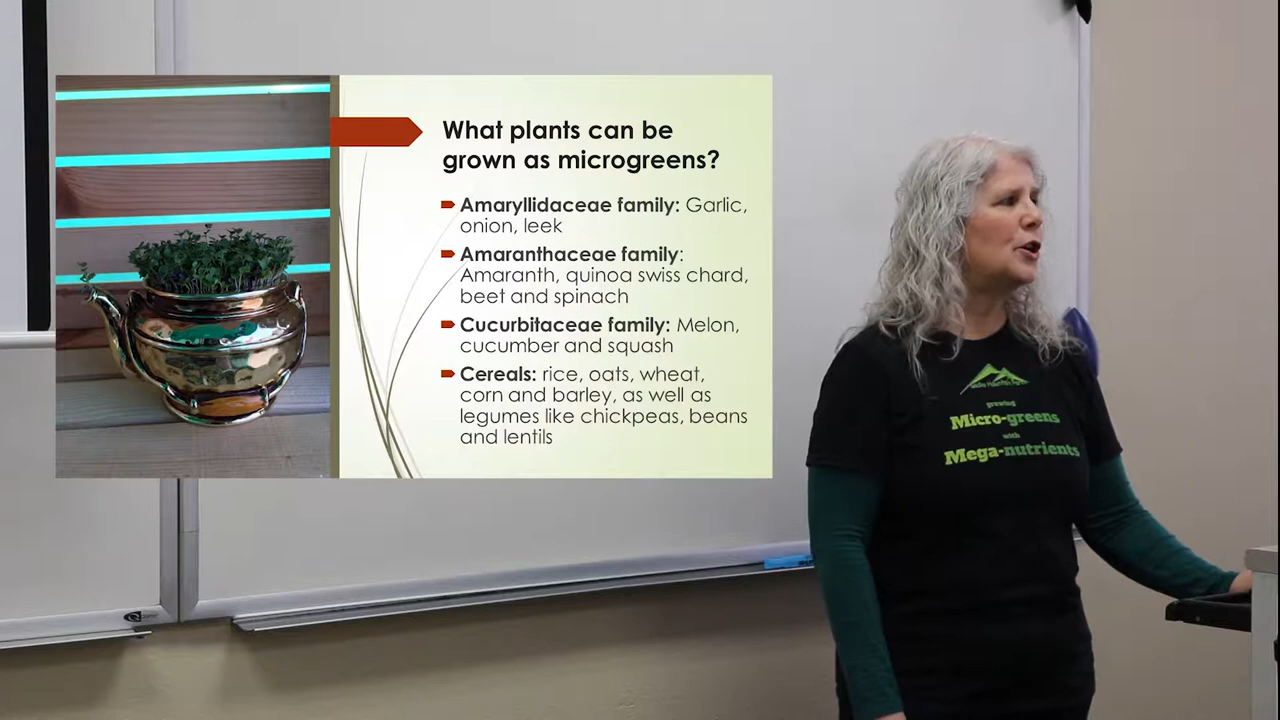 What plants can be
grown as microgreens?
Amaryllidaceae family: Garlic,
onion, leek
Amaranthaceae family:
Amaranth, quinoa swiss chard,
beet and spinach
Cucurbitaceae family: Melon,
cucumber and squash
Cereals: rice, oats, wheat,
corn and barley, as well as
legumes like chickpeas, beans
and lentils
growing
Micro-greens
with
Mega-nutrients